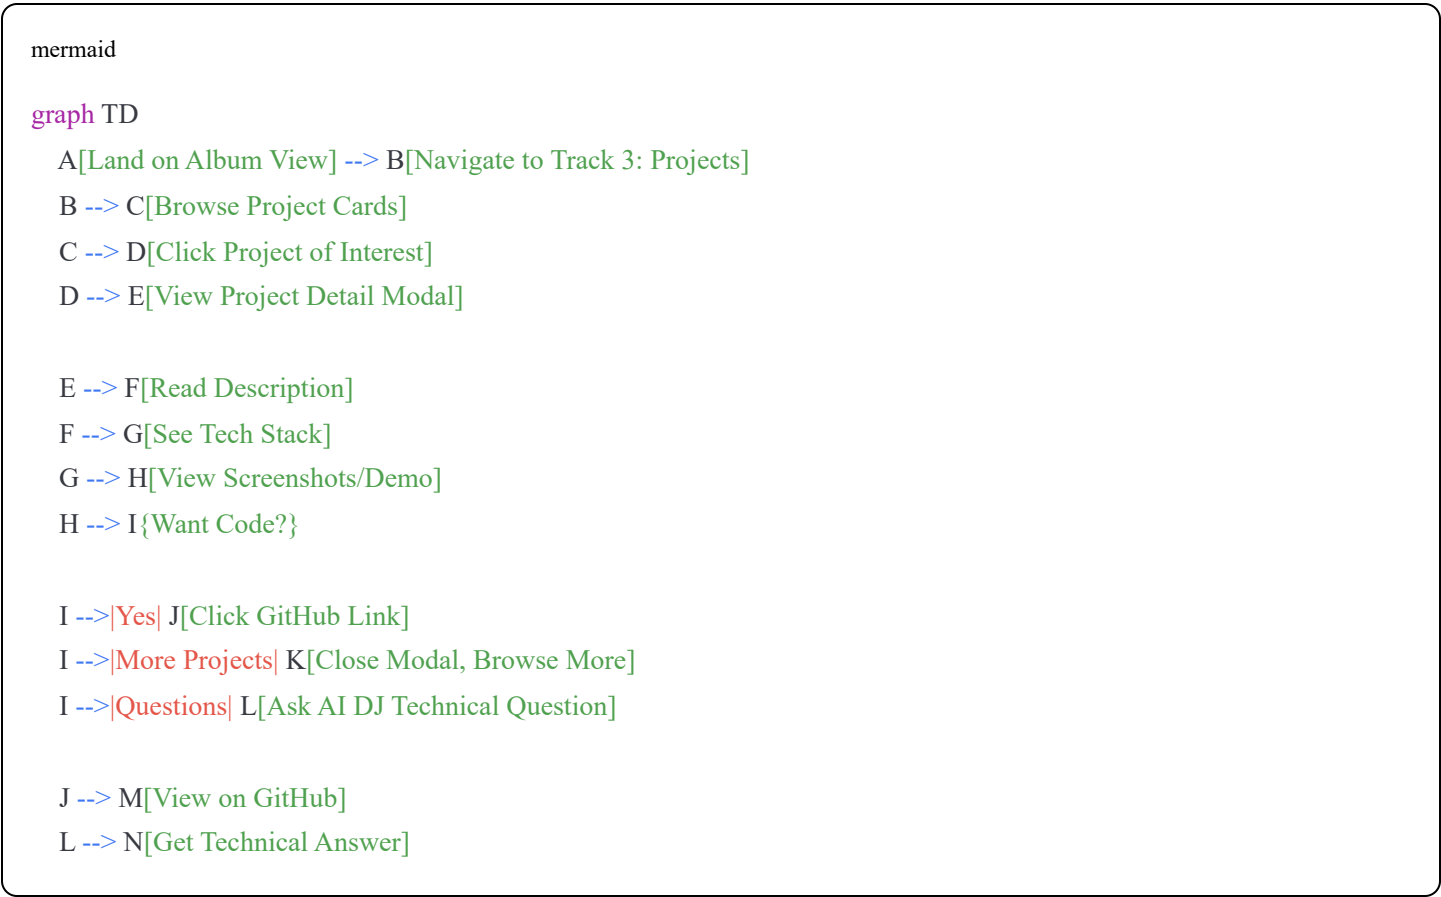 mermaid
graph TD
A[Land on Album View] --> B[Navigate to Track 3: Projects]
B --> C[Browse Project Cards]
C --> D[Click Project of Interest]
D --> E[View Project Detail Modal]
E --> F[Read Description]
F --> G[See Tech Stack]
G --> H[View Screenshots/Demo]
H --> I{Want Code?}
I -->|Yes| J[Click GitHub Link]
I -->|More Projects| K[Close Modal, Browse More]
I -->|Questions| L[Ask AI DJ Technical Question]
J --> M[View on GitHub]
L --> N[Get Technical Answer]